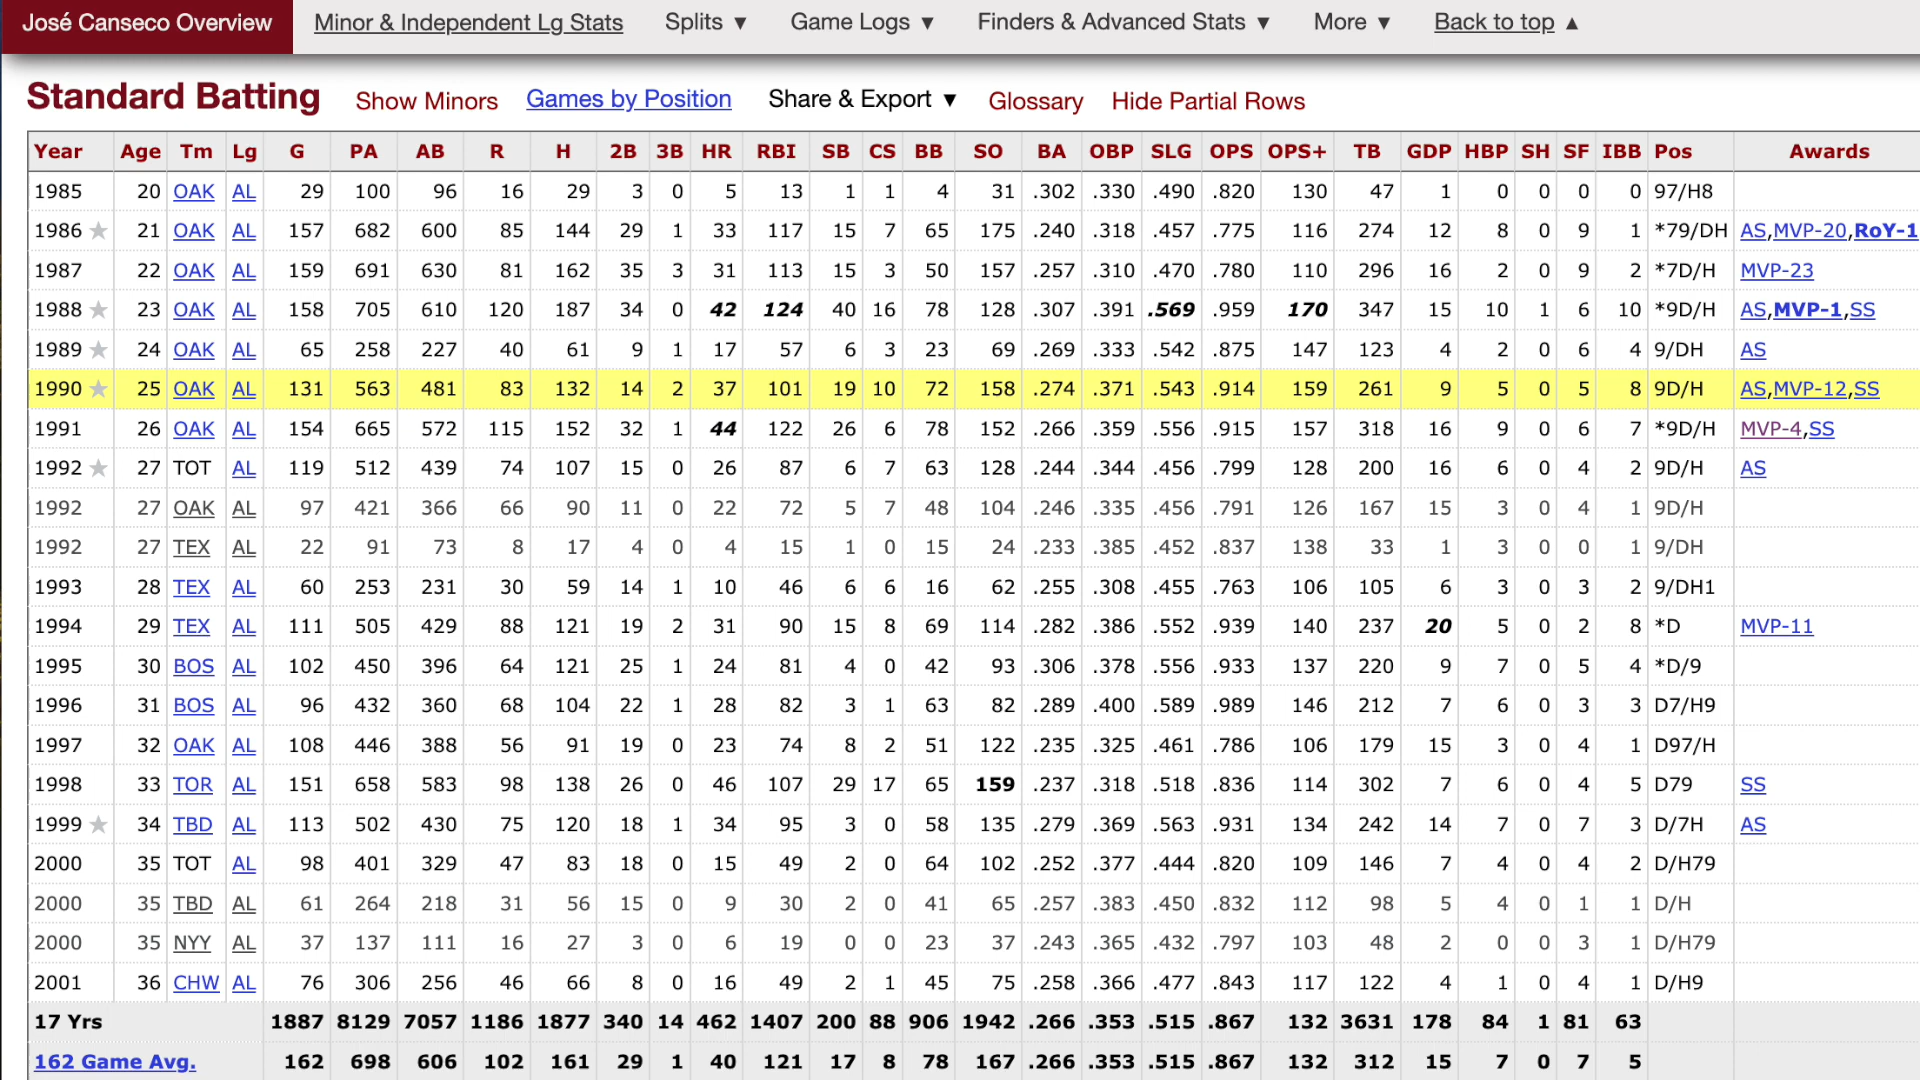 José Canseco Overview Minor & Independent Lg Stats Splits ▼ Game Logs ▼ Finders & Advanced Stats ▼ More ▼ Back to top ▲
Standard Batting Show Minors Games by Position Share & Export ▼ Glossary Hide Partial Rows
Year Age Tm Lg G PA AB R H 2B 3B HR RBI SB CS BB SO BA OBP SLG OPS OPS+ TB GDP HBP SH SF IBB Pos Awards
1985 20 OAK AL 29 100 96 16 29 3 0 5 13 1 1 4 31 .302 .330 .490 .820 130 47 1 0 0 0 0 97/H8
1986 ★ 21 OAK AL 157 682 600 85 144 29 1 33 117 15 7 65 175 .240 .318 .457 .775 116 274 12 8 0 9 1 *79/DH AS,MVP-20,RoY-1
1987 22 OAK AL 159 691 630 81 162 35 3 31 113 15 3 50 157 .257 .310 .470 .780 110 296 16 2 0 9 2 *7D/H MVP-23
1988 ★ 23 OAK AL 158 705 610 120 187 34 0 42 124 40 16 78 128 .307 .391 .569 .959 170 347 15 10 1 6 10 *9D/H AS,MVP-1,SS
1989 ★ 24 OAK AL 65 258 227 40 61 9 1 17 57 6 3 23 69 .269 .333 .542 .875 147 123 4 2 0 6 4 9/DH AS
1990 ★ 25 OAK AL 131 563 481 83 132 14 2 37 101 19 10 72 158 .274 .371 .543 .914 159 261 9 5 0 5 8 9D/H AS,MVP-12,SS
1991 26 OAK AL 154 665 572 115 152 32 1 44 122 26 6 78 152 .266 .359 .556 .915 157 318 16 9 0 6 7 *9D/H MVP-4,SS
1992 ★ 27 TOT AL 119 512 439 74 107 15 0 26 87 6 7 63 128 .244 .344 .456 .799 128 200 16 6 0 4 2 9D/H AS
1992 27 OAK AL 97 421 366 66 90 11 0 22 72 5 7 48 104 .246 .335 .456 .791 126 167 15 3 0 4 1 9D/H
1992 27 TEX AL 22 91 73 8 17 4 0 4 15 1 0 15 24 .233 .385 .452 .837 138 33 1 3 0 0 1 9/DH
1993 28 TEX AL 60 253 231 30 59 14 1 10 46 6 6 16 62 .255 .308 .455 .763 106 105 6 3 0 3 2 9/DH1
1994 29 TEX AL 111 505 429 88 121 19 2 31 90 15 8 69 114 .282 .386 .552 .939 140 237 20 5 0 2 8 *D MVP-11
1995 30 BOS AL 102 450 396 64 121 25 1 24 81 4 0 42 93 .306 .378 .556 .933 137 220 9 7 0 5 4 *D/9
1996 31 BOS AL 96 432 360 68 104 22 1 28 82 3 1 63 82 .289 .400 .589 .989 146 212 7 6 0 3 3 D7/H9
1997 32 OAK AL 108 446 388 56 91 19 0 23 74 8 2 51 122 .235 .325 .461 .786 106 179 15 3 0 4 1 D97/H
1998 33 TOR AL 151 658 583 98 138 26 0 46 107 29 17 65 159 .237 .318 .518 .836 114 302 7 6 0 4 5 D79 SS
1999 ★ 34 TBD AL 113 502 430 75 120 18 1 34 95 3 0 58 135 .279 .369 .563 .931 134 242 14 7 0 7 3 D/7H AS
2000 35 TOT AL 98 401 329 47 83 18 0 15 49 2 0 64 102 .252 .377 .444 .820 109 146 7 4 0 4 2 D/H79
2000 35 TBD AL 61 264 218 31 56 15 0 9 30 2 0 41 65 .257 .383 .450 .832 112 98 5 4 0 1 1 D/H
2000 35 NYY AL 37 137 111 16 27 3 0 6 19 0 0 23 37 .243 .365 .432 .797 103 48 2 0 0 3 1 D/H79
2001 36 CHW AL 76 306 256 46 66 8 0 16 49 2 1 45 75 .258 .366 .477 .843 117 122 4 1 0 4 1 D/H9
17 Yrs 1887 8129 7057 1186 1877 340 14 462 1407 200 88 906 1942 .266 .353 .515 .867 132 3631 178 84 1 81 63
162 Game Avg. 162 698 606 102 161 29 1 40 121 17 8 78 167 .266 .353 .515 .867 132 312 15 7 0 7 5